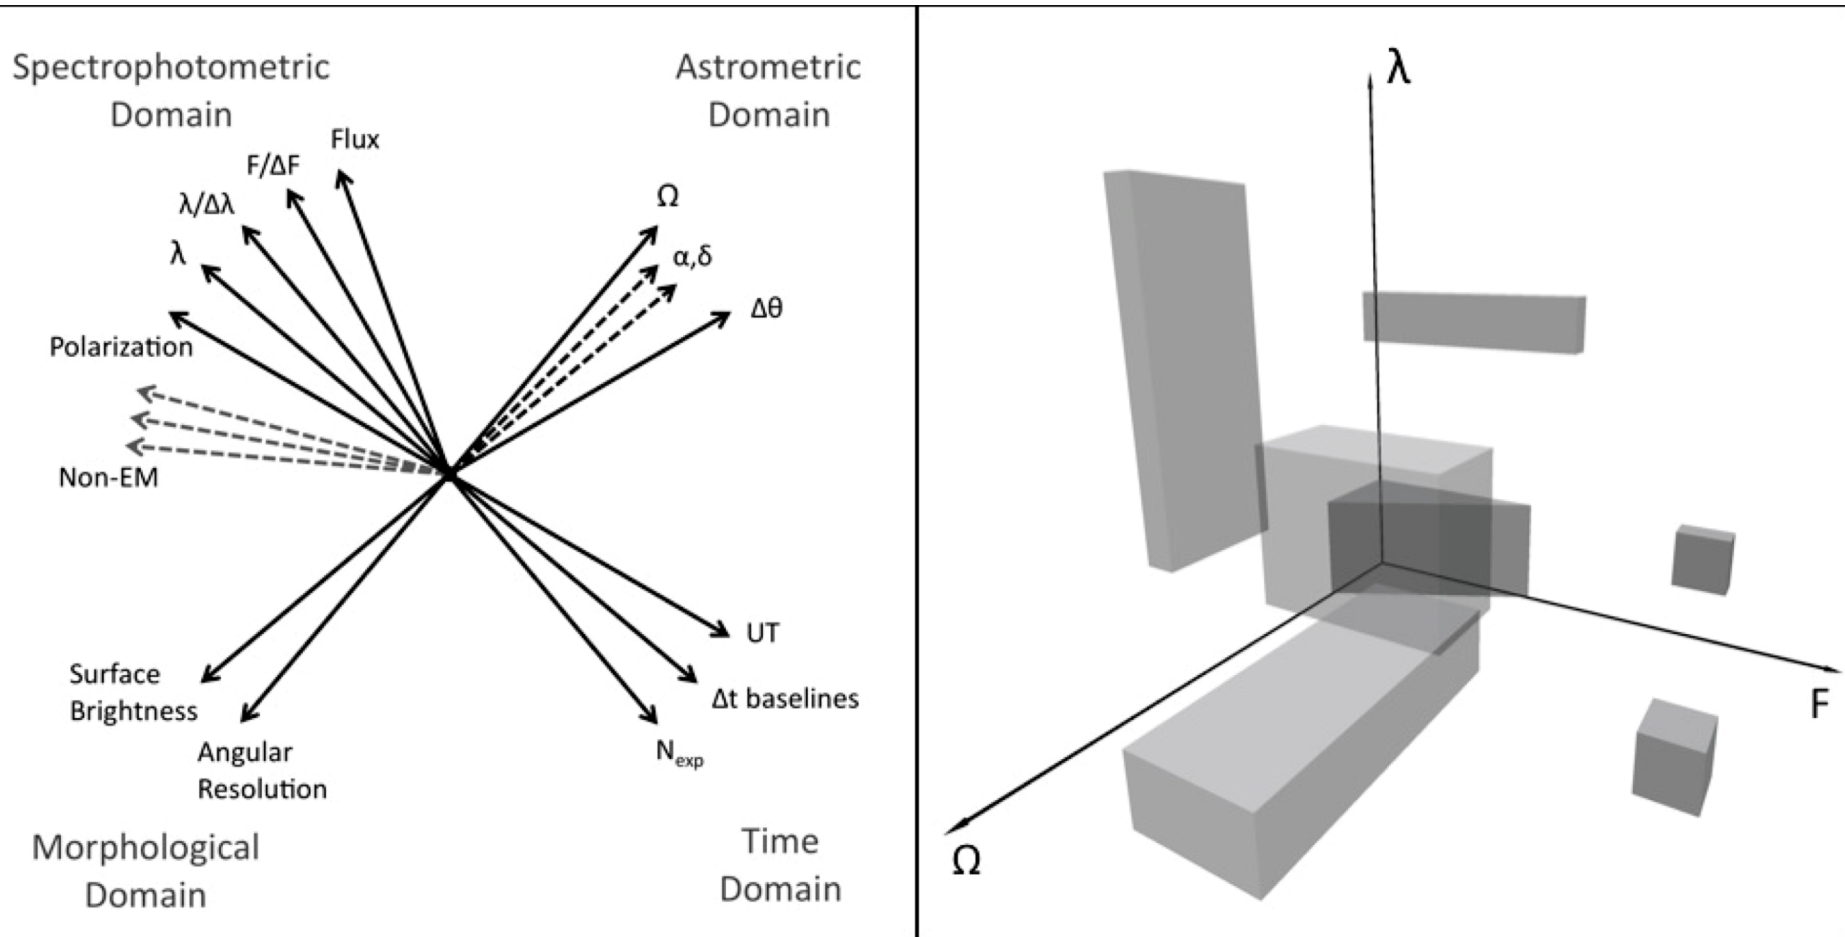 Spectrophotometric
Domain
Astrometric
Domain
Flux
F/ΔF
λ/Δλ
λ
Polarization
Non-EM
Ω
α,δ
Δθ
Surface
Brightness
Angular
Resolution
UT
Δt baselines
Nexp
Morphological
Domain
Time
Domain
λ
F
Ω